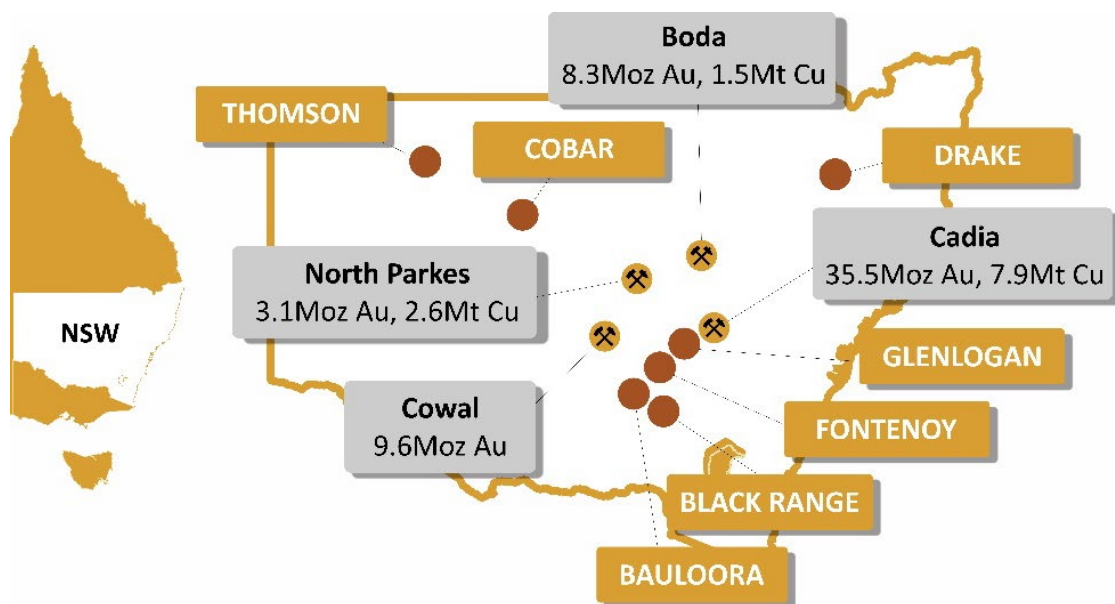 Boda
8.3Moz Au, 1.5Mt Cu
THOMSON
COBAR
DRAKE
Cadia
35.5Moz Au, 7.9Mt Cu
North Parkes
3.1Moz Au, 2.6Mt Cu
NSW
GLENLOGAN
Cowal
9.6Moz Au
FONTENOY
BLACK RANGE
BAULOORA